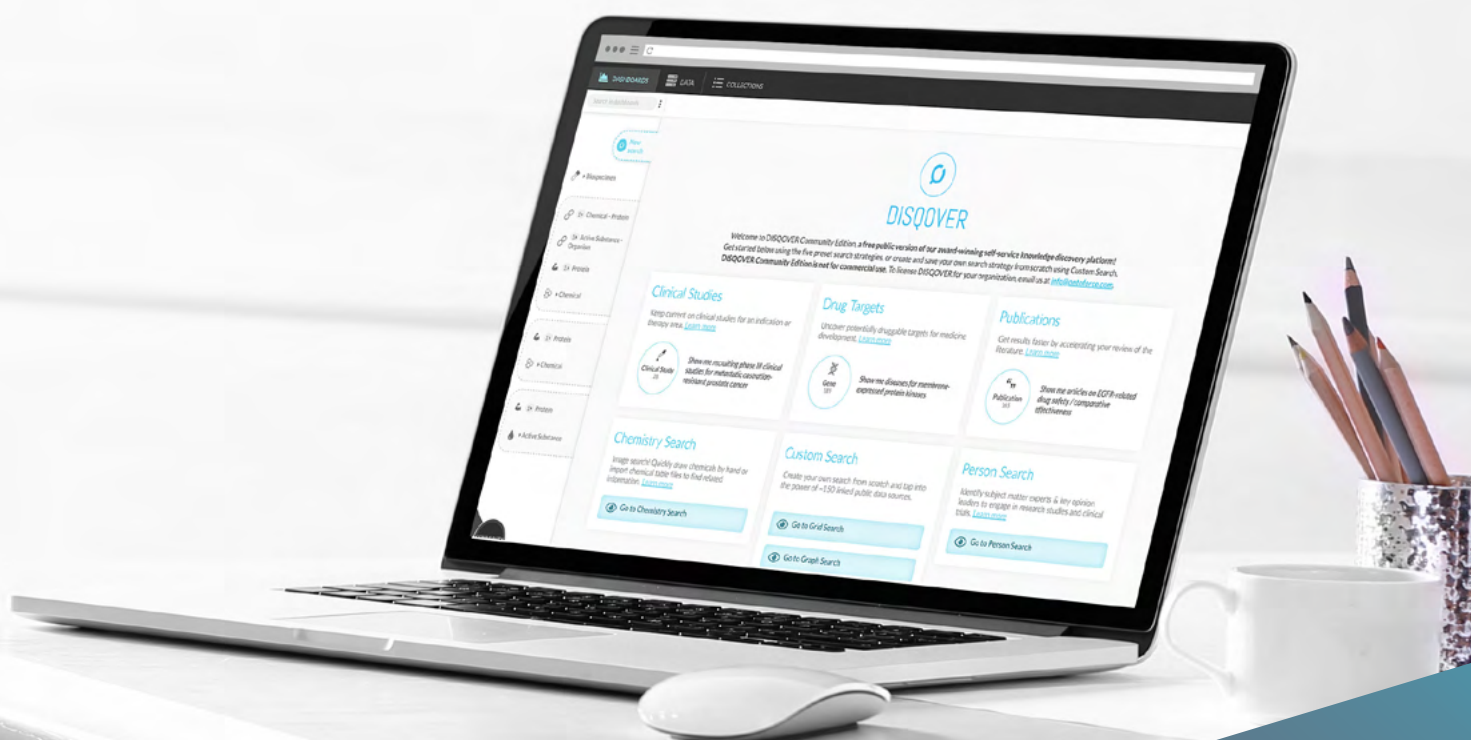 DASHBOARDS
DATA
COLLECTIONS
New
search
Biospecimen
Chemical - Protein
Active Substance -
Organism
Protein
Chemical
Protein
Chemical
Protein
Active Substance
DISQOVER
Welcome to DISQOVER Community Edition, a free public version of our award-winning self-service knowledge discovery platform!
Get started below using the five preset search strategies, or create and save your own search strategy from scratch using Custom Search.
DISQOVER Community Edition is not for commercial use. To license DISQOVER for your organization, email us at
Clinical Studies
Keep current on clinical studies for an indication or
therapy area. Learn more
Clinical Study
Show me recruiting phase III clinical
studies for metastatic castration-
resistant prostate cancer
Drug Targets
Uncover potentially druggable targets for medicine
development. Learn more
Gene
189
Show me diseases for membrane-
expressed protein kinases
Publications
Get results faster by accelerating your review of the
literature. Learn more
Publication
Show me articles on EGFR-related
drug safety / comparative
effectiveness
Chemistry Search
Image search! Quickly draw chemicals by hand or
import chemical table files to find related
information. Learn more
Go to Chemistry Search
Custom Search
Create your own search from scratch and tap into
the power of ~150 linked public data sources.
Go to Grid Search
Go to Graph Search
Person Search
Identify subject matter experts & key opinion
leaders to engage in research studies and clinical
trials. Learn more
Go to Person Search